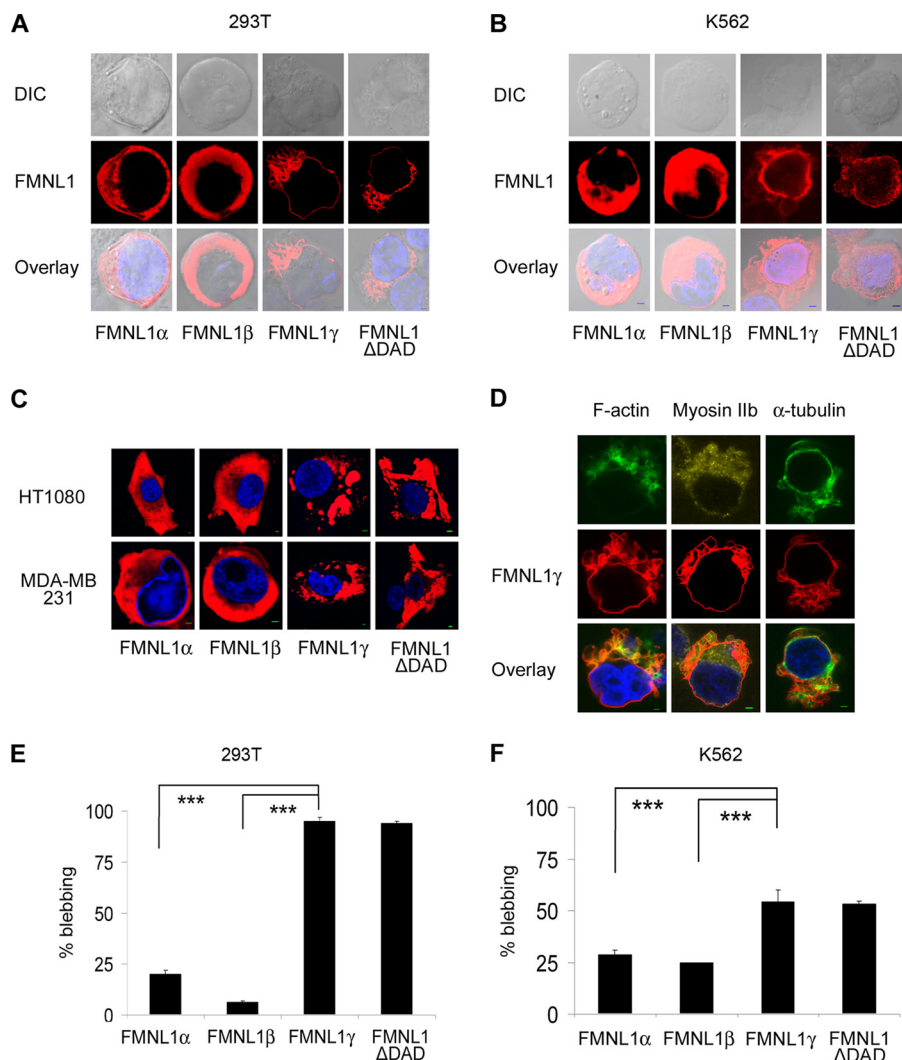 A
293T
DIC
FMNL1
Overlay
FMNL1α FMNL1β FMNL1γ FMNL1
ΔDAD
B
K562
DIC
FMNL1
Overlay
FMNL1α FMNL1β FMNL1γ FMNL1
ΔDAD
C
HT1080
MDA-MB
231
FMNL1α FMNL1β FMNL1γ FMNL1
ΔDAD
D
F-actin Myosin IIb α-tubulin
FMNL1γ
Overlay
E
293T
% blebbing
100
75
50
25
0
*** ***
FMNL1α FMNL1β FMNL1γ FMNL1
ΔDAD
F
K562
% blebbing
100
75
50
25
0
*** ***
FMNL1α FMNL1β FMNL1γ FMNL1
ΔDAD